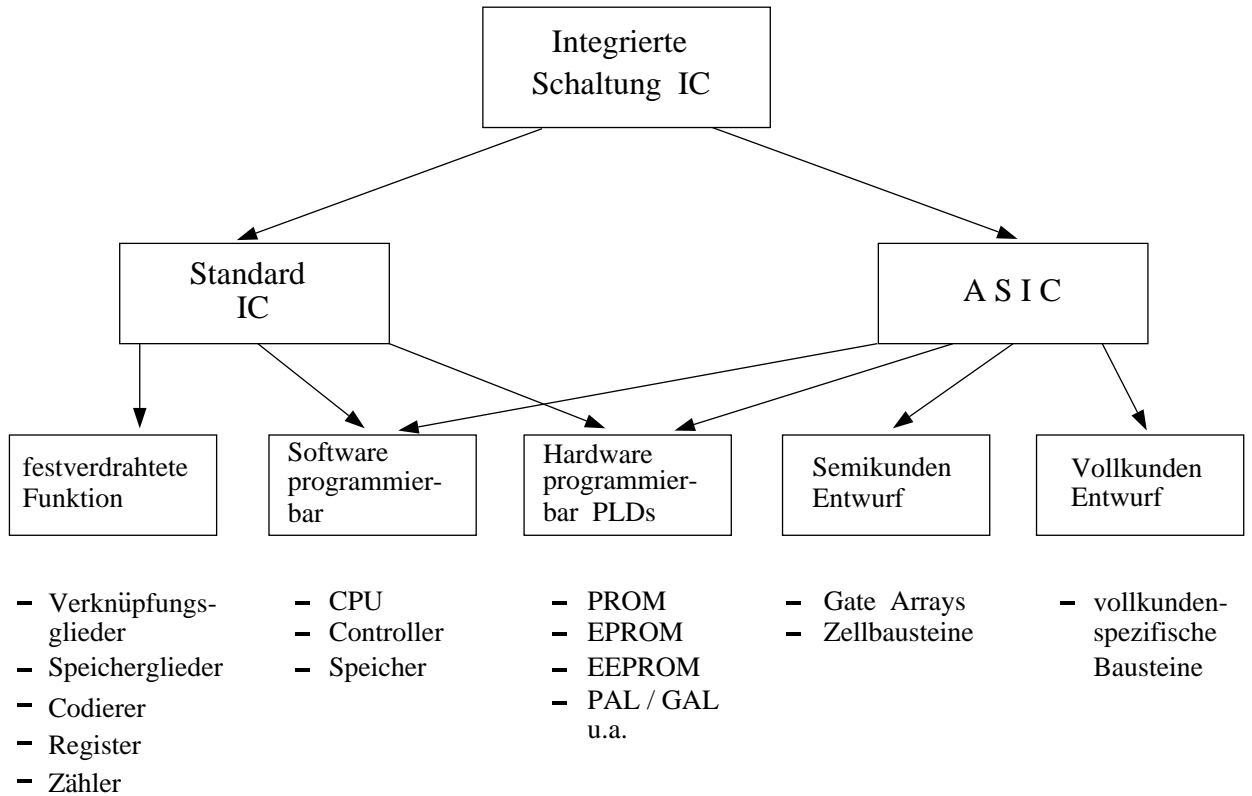 Integrierte
Schaltung IC
Standard
IC
A S I C
festverdrahtete
Funktion
Software
programmier-
bar
Hardware
programmier-
bar PLDs
Semikunden
Entwurf
Vollkunden
Entwurf
– Verknüpfungs-
glieder
– Speicherglieder
– Codierer
– Register
– Zähler
– CPU
– Controller
– Speicher
– PROM
– EPROM
– EEPROM
– PAL / GAL
u.a.
– Gate Arrays
– Zellbausteine
– vollkunden-
spezifische
Bausteine